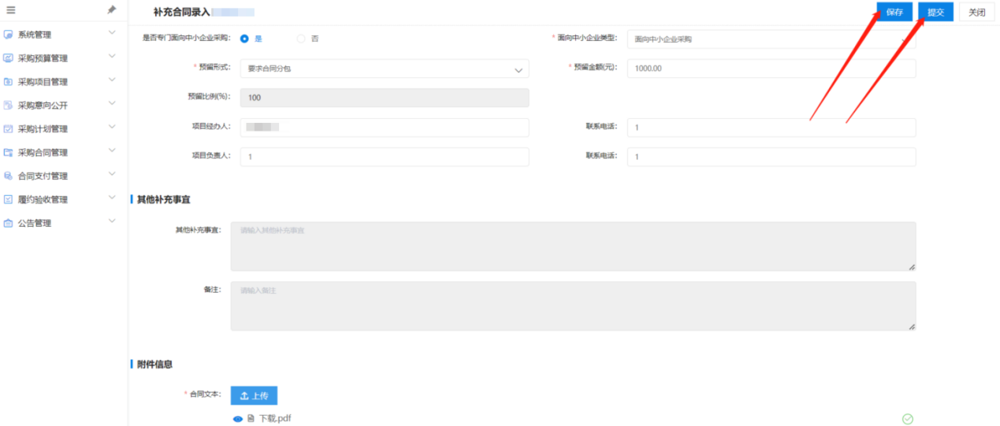 补充合同录入
保存
提交
关闭
系统管理
采购预算管理
采购项目管理
采购意向公开
采购计划管理
采购合同管理
合同支付管理
履约验收管理
公告管理
是否专门面向中小企业采购： 是 否
* 面向中小企业类型： 面向中小企业采购
* 预留形式： 要求合同分包
* 预留金额(元)： 1000.00
预留比例(%)： 100
项目经办人：
联系电话： 1
项目负责人： 1
联系电话： 1
其他补充事宜
其他补充事宜： 请输入其他补充事宜
备注： 请输入备注
附件信息
* 合同文本： 上传
下载.pdf